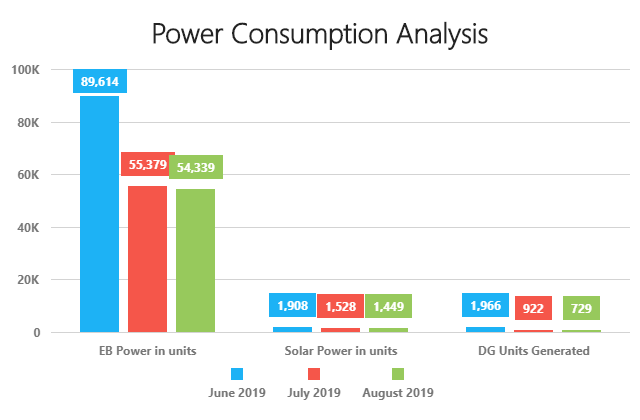 Power Consumption Analysis
100K
80K
60K
40K
20K
0
89,614
55,379
54,339
1,908
1,528
1,449
1,966
922
729
EB Power in units
Solar Power in units
DG Units Generated
June 2019
July 2019
August 2019